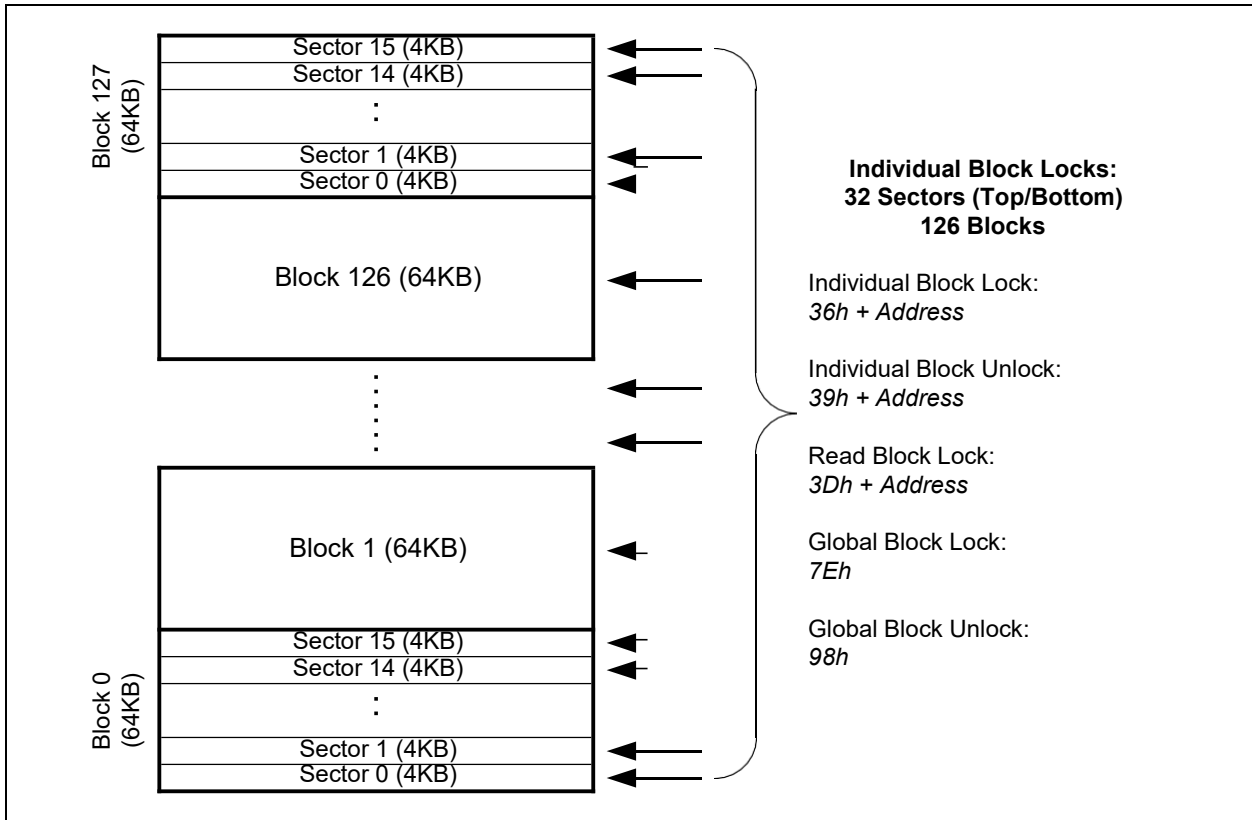 Block 127
(64KB)
Sector 15 (4KB)
Sector 14 (4KB)
:
Sector 1 (4KB)
Sector 0 (4KB)
Block 126 (64KB)
Block 1 (64KB)
Block 0
(64KB)
Sector 15 (4KB)
Sector 14 (4KB)
:
Sector 1 (4KB)
Sector 0 (4KB)
Individual Block Locks:
32 Sectors (Top/Bottom)
126 Blocks
Individual Block Lock:
36h + Address
Individual Block Unlock:
39h + Address
Read Block Lock:
3Dh + Address
Global Block Lock:
7Eh
Global Block Unlock:
98h